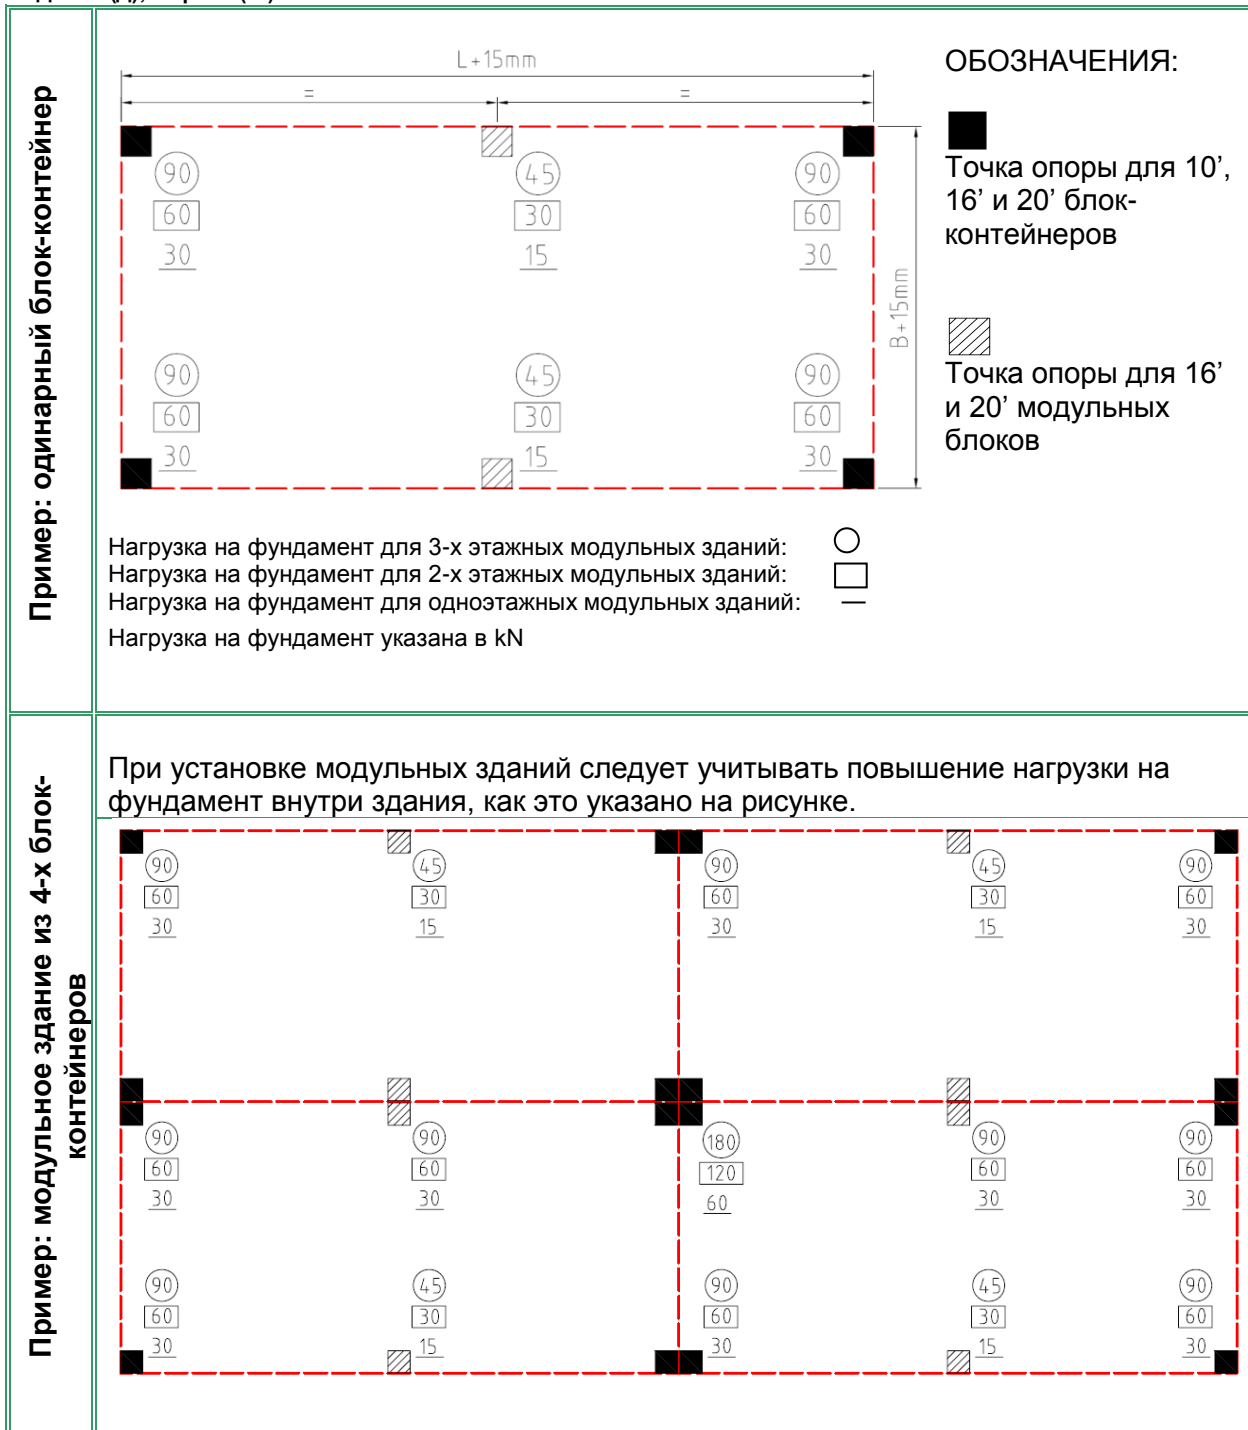 Пример: одинарный блок-контейнер
L+15mm
= =
90 45 90
60 30 60
30 15 30
B+15mm
90 45 90
60 30 60
30 15 30
ОБОЗНАЧЕНИЯ:
Точка опоры для 10’,
16’ и 20’ блок-
контейнеров
Точка опоры для 16’
и 20’ модульных
блоков
Нагрузка на фундамент для 3-х этажных модульных зданий:
Нагрузка на фундамент для 2-х этажных модульных зданий:
Нагрузка на фундамент для одноэтажных модульных зданий:
Нагрузка на фундамент указана в kN
Пример: модульное здание из 4-х блок-
контейнеров
При установке модульных зданий следует учитывать повышение нагрузки на
фундамент внутри здания, как это указано на рисунке.
90 45 90 45 90
60 30 60 30 60
30 15 30 15 30
90 90 180 90 90
60 60 120 60 60
30 30 60 30 30
90 45 90 45 90
60 30 60 30 60
30 15 30 15 30